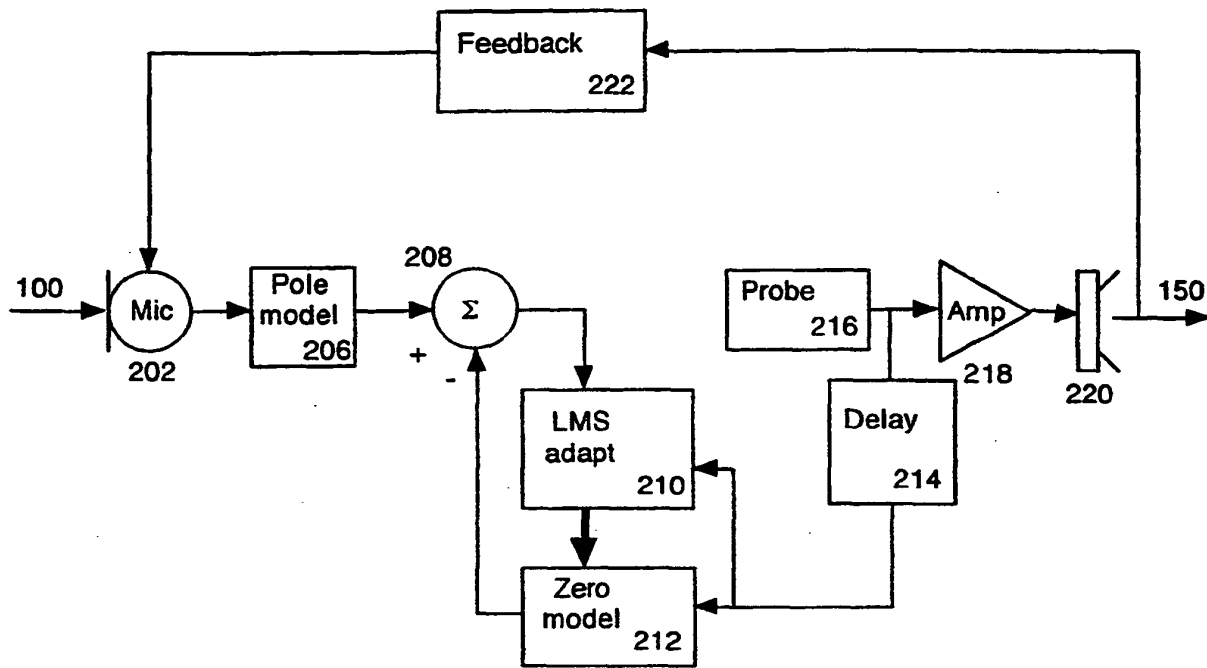 Feedback
222
100
Mic
202
Pole
model
206
208
Σ
+
-
LMS
adapt
210
Zero
model
212
Probe
216
Amp
218
Delay
214
220
150